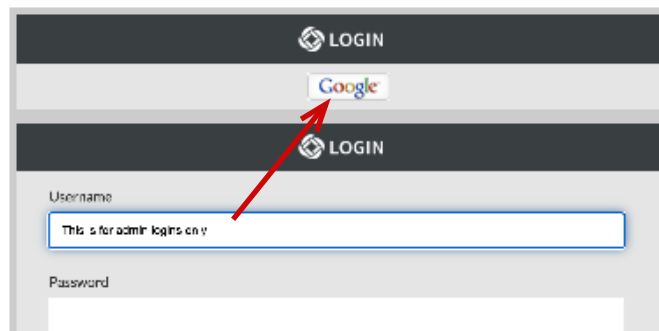 LOGIN
Google
LOGIN
Username
This is for admin logins only
Password